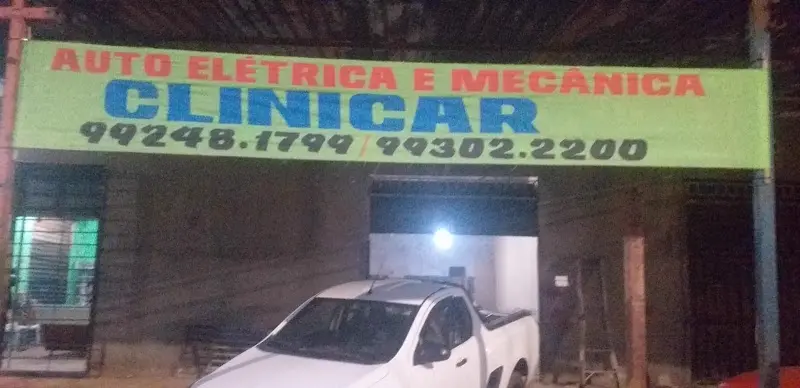 AUTO ELÉTRICA E MECÂNICA
CLINICAR
99248.1799/99302.2200